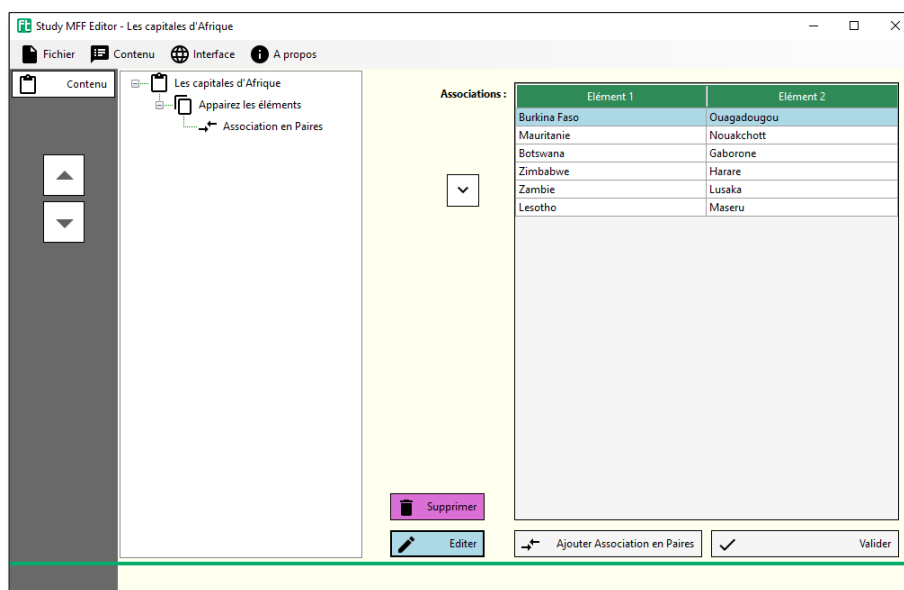 Study MFF Editor - Les capitales d'Afrique
Fichier Contenu Interface A propos
Contenu
Les capitales d'Afrique
Appairez les éléments
Association en Paires
Associations :
Elément 1 Elément 2
Burkina Faso Ouagadougou
Mauritanie Nouakchott
Botswana Gaborone
Zimbabwe Harare
Zambie Lusaka
Lesotho Maseru
Supprimer
Editer
Ajouter Association en Paires
Valider